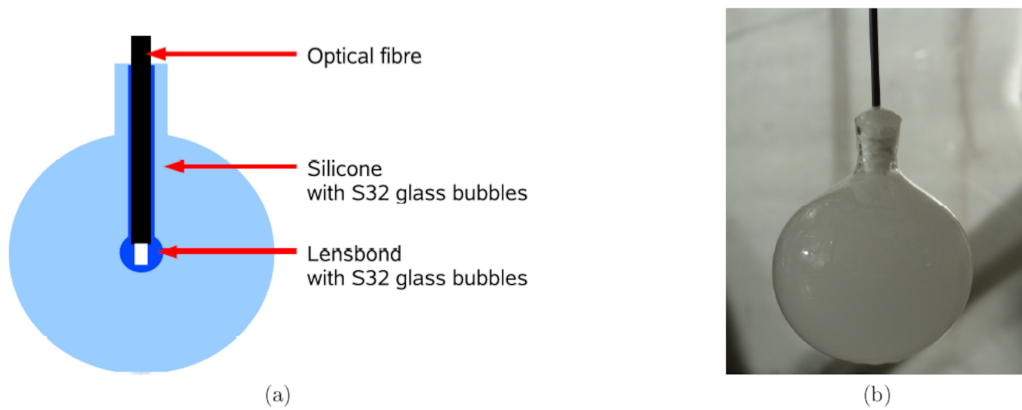 Optical fibre
Silicone
with S32 glass bubbles
Lensbond
with S32 glass bubbles
(a)
(b)